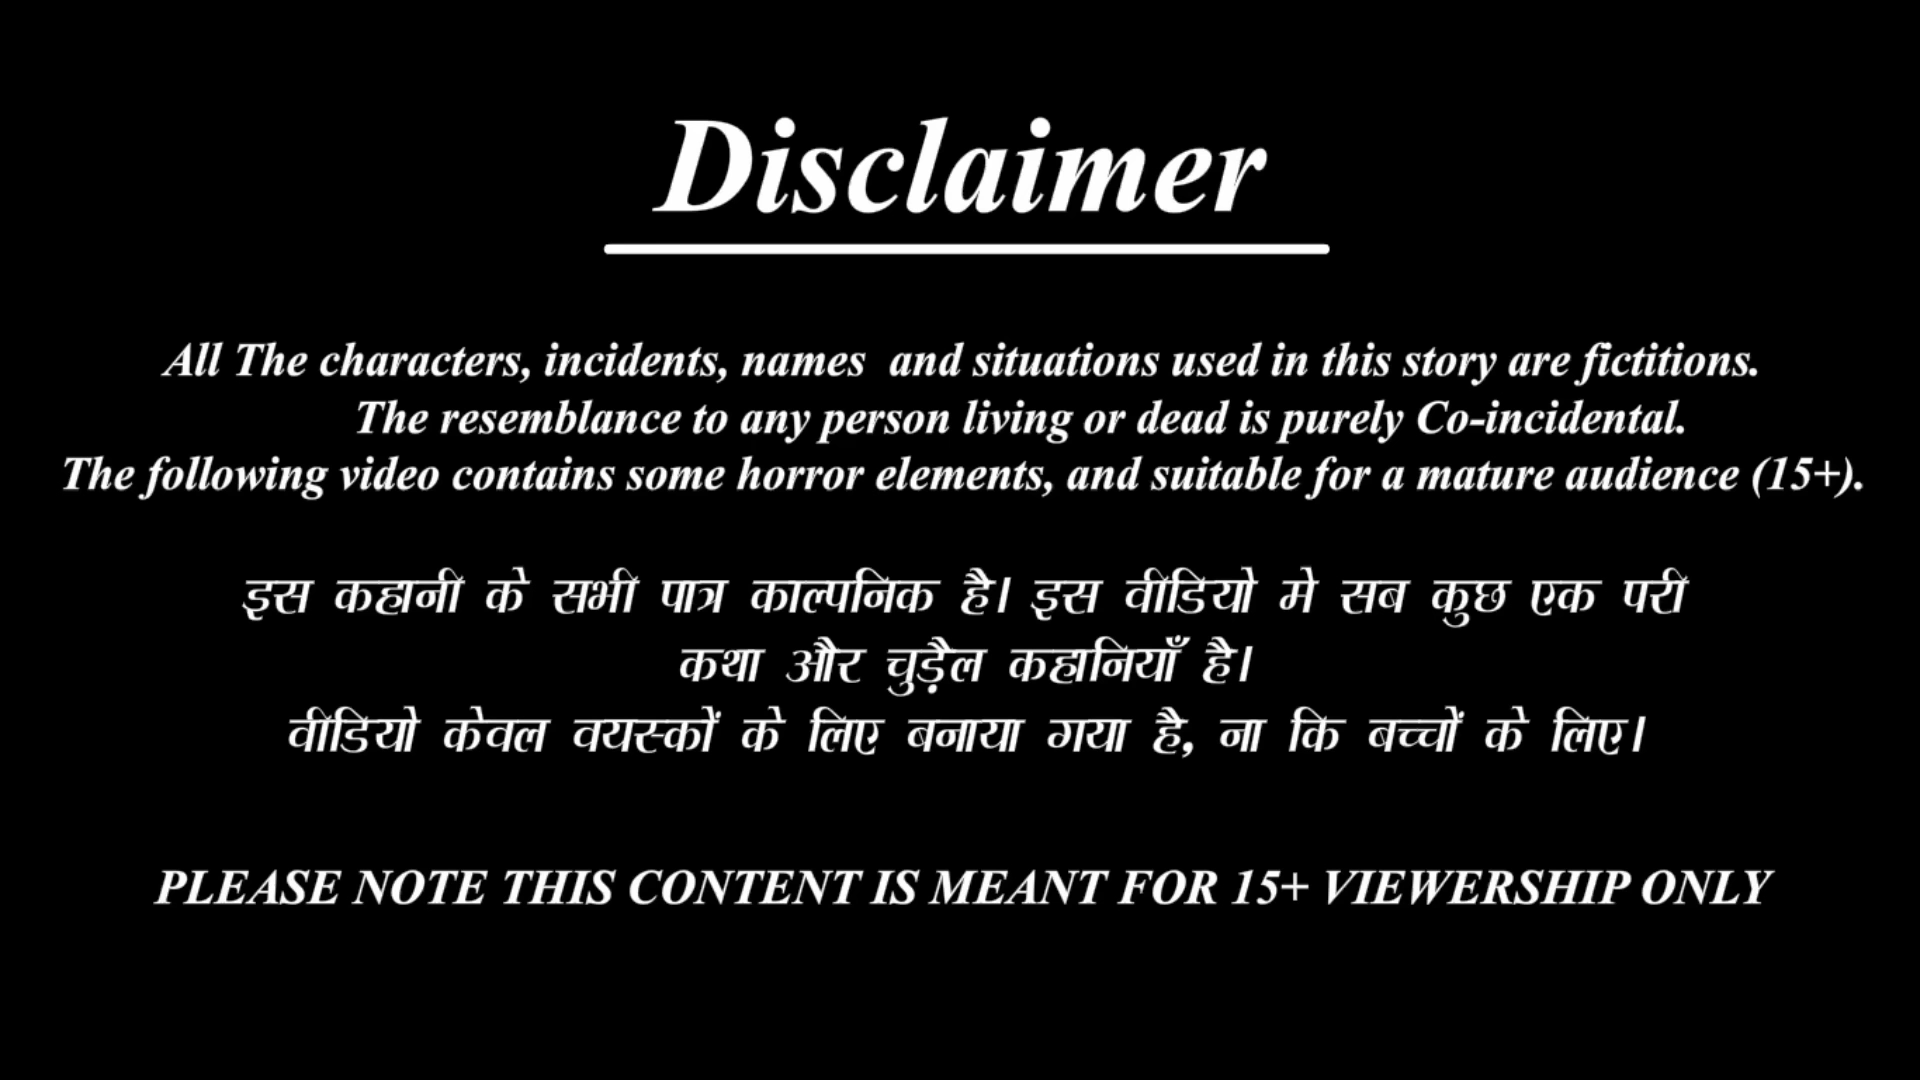 Disclaimer
All The characters, incidents, names and situations used in this story are fictitions.
The resemblance to any person living or dead is purely Co-incidental.
The following video contains some horror elements, and suitable for a mature audience (15+).
इस कहानी के सभी पात्र काल्पनिक है। इस वीडियो मे सब कुछ एक परी
कथा और चुड़ैल कहानियाँ है।
वीडियो केवल वयस्कों के लिए बनाया गया है, ना कि बच्चों के लिए।
PLEASE NOTE THIS CONTENT IS MEANT FOR 15+ VIEWERSHIP ONLY